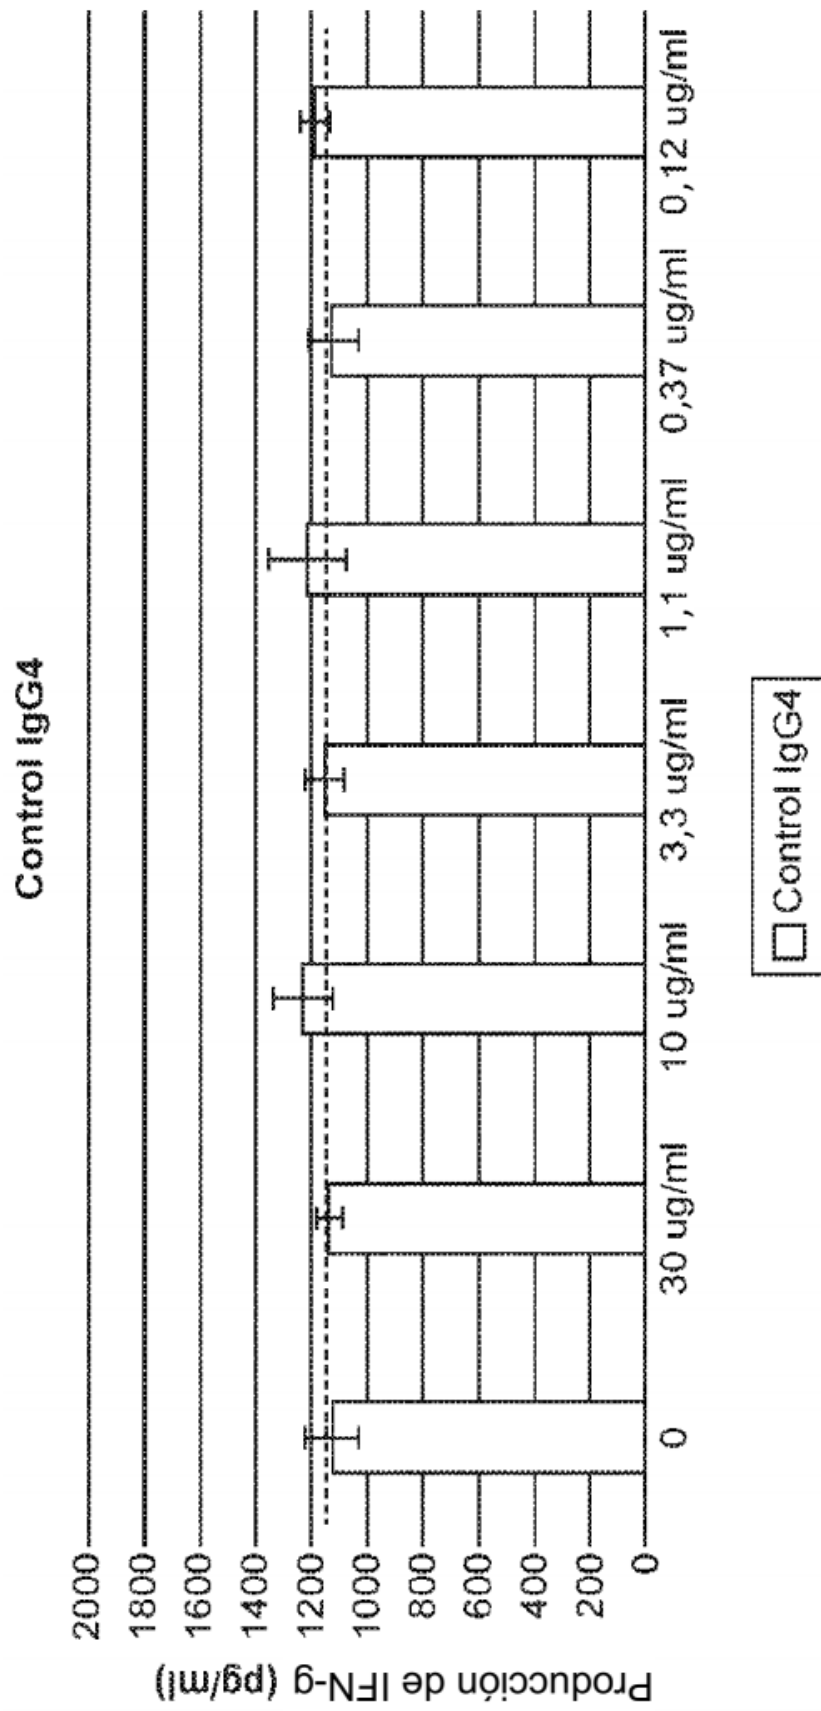 Control IgG4
Producción de IFN-g (pg/ml)
2000
1800
1600
1400
1200
1000
800
600
400
200
0
0 30 ug/ml 10 ug/ml 3,3 ug/ml 1,1 ug/ml 0,37 ug/ml 0,12 ug/ml
Control IgG4